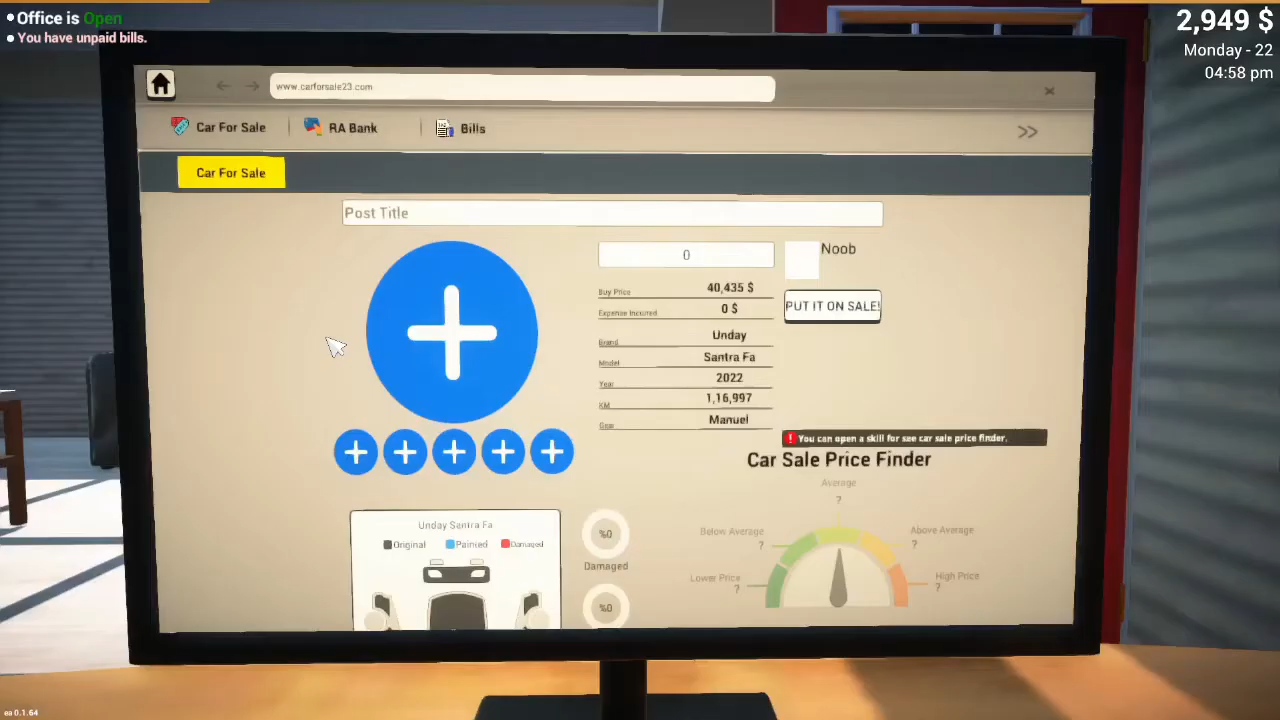 Office is Open
You have unpaid bills.
2,949 $
Monday - 22
04:58 pm
www.carforsale23.com
Car For Sale
RA Bank
Bills
Car For Sale
Post Title
0
Noob
Buy Price 40,435 $
PUT IT ON SALE!
Expense Incurred 0 $
Brand Unday
Model Santra Fa
Year 2022
KM 1,16,997
Gear Manuel
You can open a skill for see car sale price finder.
Car Sale Price Finder
Average
?
Below Average
?
Above Average
?
Lower Price
?
High Price
?
Unday Santra Fa
Original Painted Damaged
%0
Damaged
%0
ea 0.1.64